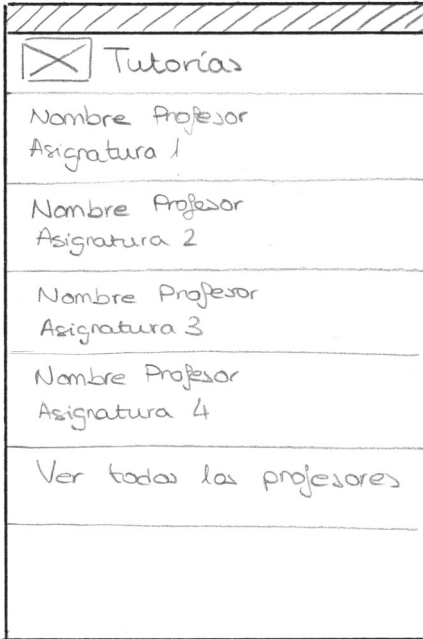 Tutorías
Nombre Profesor
Asignatura 1
Nombre Profesor
Asignatura 2
Nombre Profesor
Asignatura 3
Nombre Profesor
Asignatura 4
Ver todos los profesores